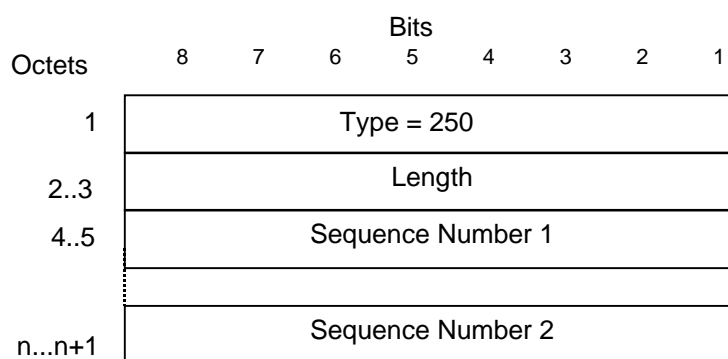 Bits
Octets 8 7 6 5 4 3 2 1
1 Type = 250
2..3 Length
4..5 Sequence Number 1
n...n+1 Sequence Number 2